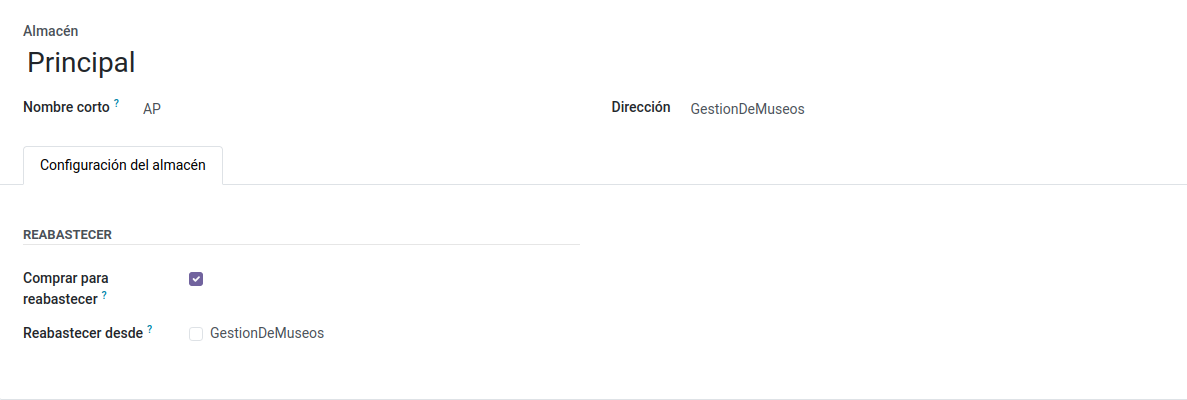 Almacén
Principal
Nombre corto ? AP
Dirección GestionDeMuseos
Configuración del almacén
REABASTECER
Comprar para
reabastecer ?
Reabastecer desde ? GestionDeMuseos